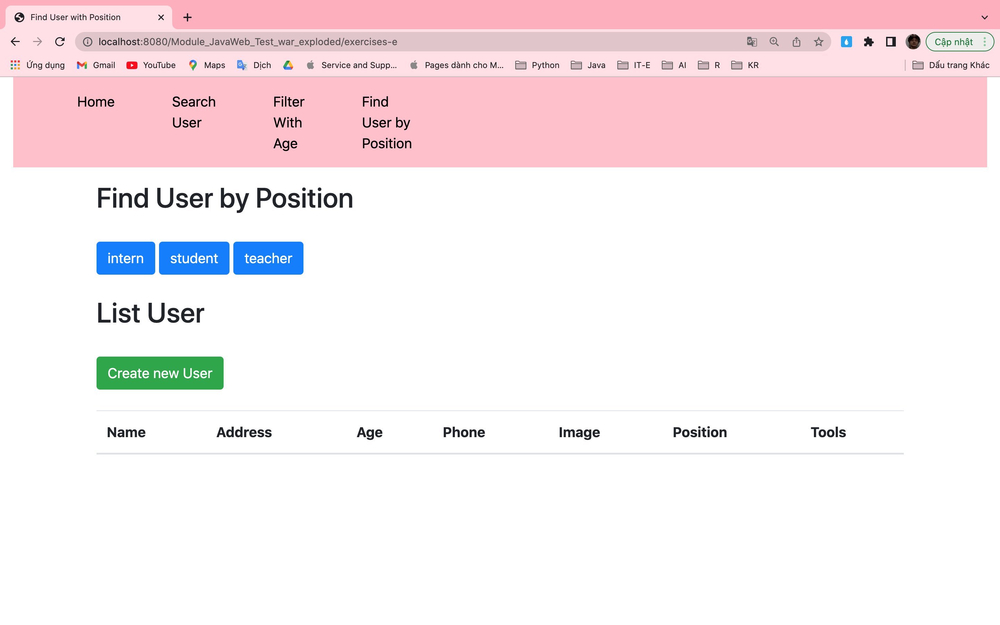 Find User with Position
localhost:8080/Module_JavaWeb_Test_war_exploded/exercises-e
Cập nhật
Ứng dụng Gmail YouTube Maps Dịch Service and Supp... Pages dành cho M... Python Java IT-E AI R KR Dấu trang Khác
Home
Search
User
Filter
With
Age
Find
User by
Position
Find User by Position
intern student teacher
List User
Create new User
Name Address Age Phone Image Position Tools